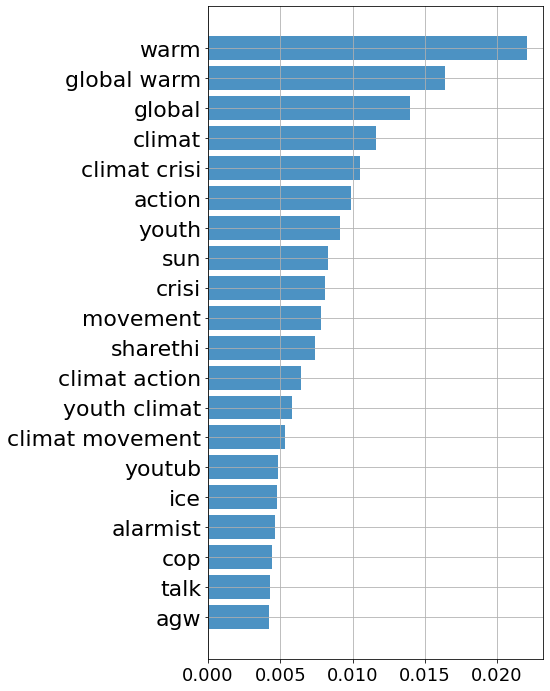 warm
global warm
global
climat
climat crisi
action
youth
sun
crisi
movement
sharethi
climat action
youth climat
climat movement
youtub
ice
alarmist
cop
talk
agw
0.000 0.005 0.010 0.015 0.020